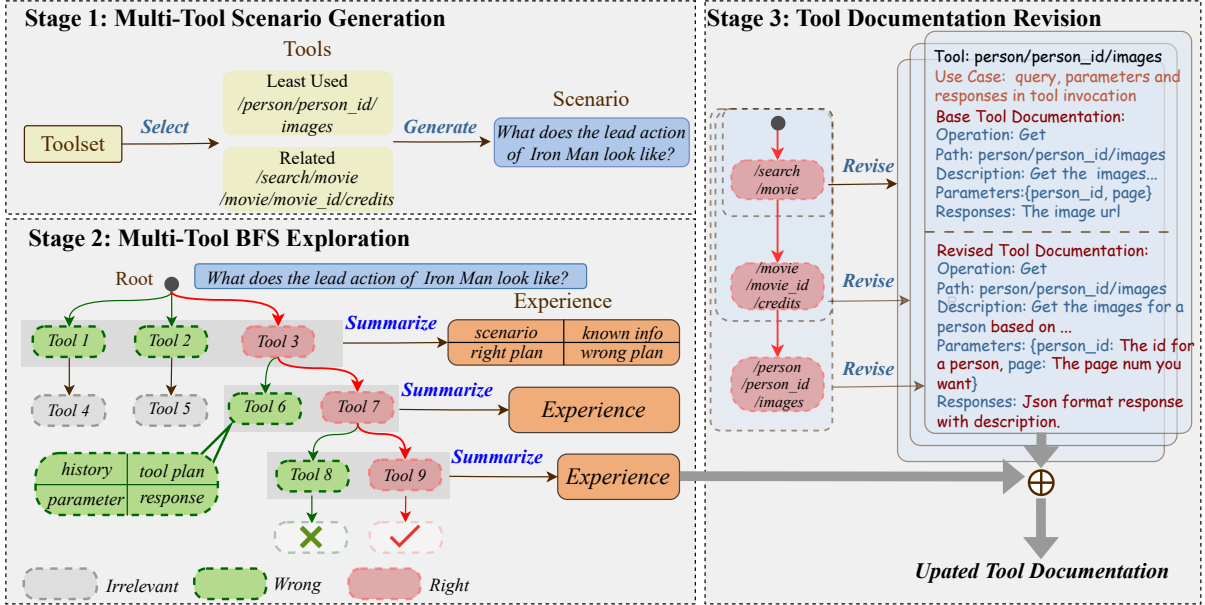 Stage 1: Multi-Tool Scenario Generation
Tools
Toolset
Select
Least Used
/person/person_id/
images
Related
/search/movie
/movie/movie_id/credits
Generate
Scenario
What does the lead action
of Iron Man look like?
Stage 2: Multi-Tool BFS Exploration
Root
What does the lead action of Iron Man look like?
Experience
Tool 1
Tool 2
Tool 3
Summarize
scenario
known info
right plan
wrong plan
Tool 4
Tool 5
Tool 6
Tool 7
Summarize
Experience
history
tool plan
parameter
response
Tool 8
Tool 9
Summarize
Experience
Irrelevant
Wrong
Right
Stage 3: Tool Documentation Revision
/search
/movie
Revise
/movie
/movie_id
/credits
Revise
/person
/person_id
/images
Revise
Tool: person/person_id/images
Use Case: query, parameters and
responses in tool invocation
Base Tool Documentation:
Operation: Get
Path: person/person_id/images
Description: Get the images...
Parameters:{person_id, page}
Responses: The image url
Revised Tool Documentation:
Operation: Get
Path: person/person_id/images
Description: Get the images for a
person based on ...
Parameters: {person_id: The id for
a person, page: The page num you
want}
Responses: Json format response
with description.
Upated Tool Documentation